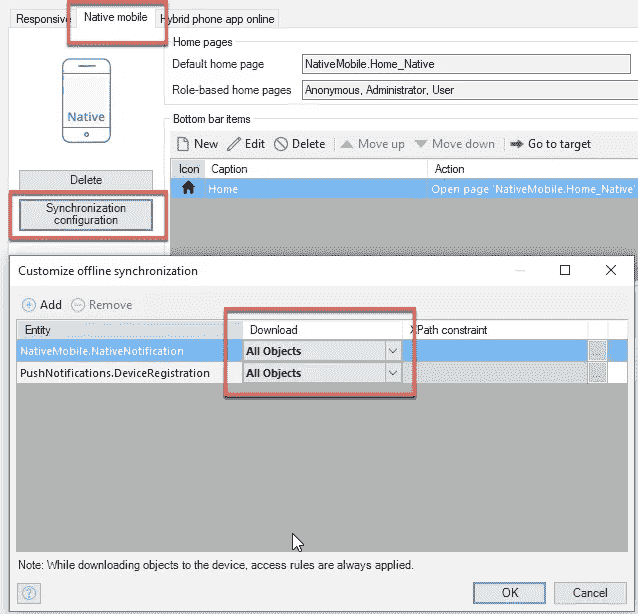 Responsive
Native mobile
Hybrid phone app online
Home pages
Default home page
NativeMobile.Home_Native
Role-based home pages
Anonymous, Administrator, User
Native
Bottom bar items
New Edit Delete Move up Move down Go to target
Icon Caption Action
Home Open page 'NativeMobile.Home_Native'
Delete
Synchronization
configuration
Customize offline synchronization
Add Remove
Entity Download XPath constraint
NativeMobile.NativeNotification All Objects ...
PushNotifications.DeviceRegistration All Objects ...
Note: While downloading objects to the device, access rules are always applied.
?
OK Cancel